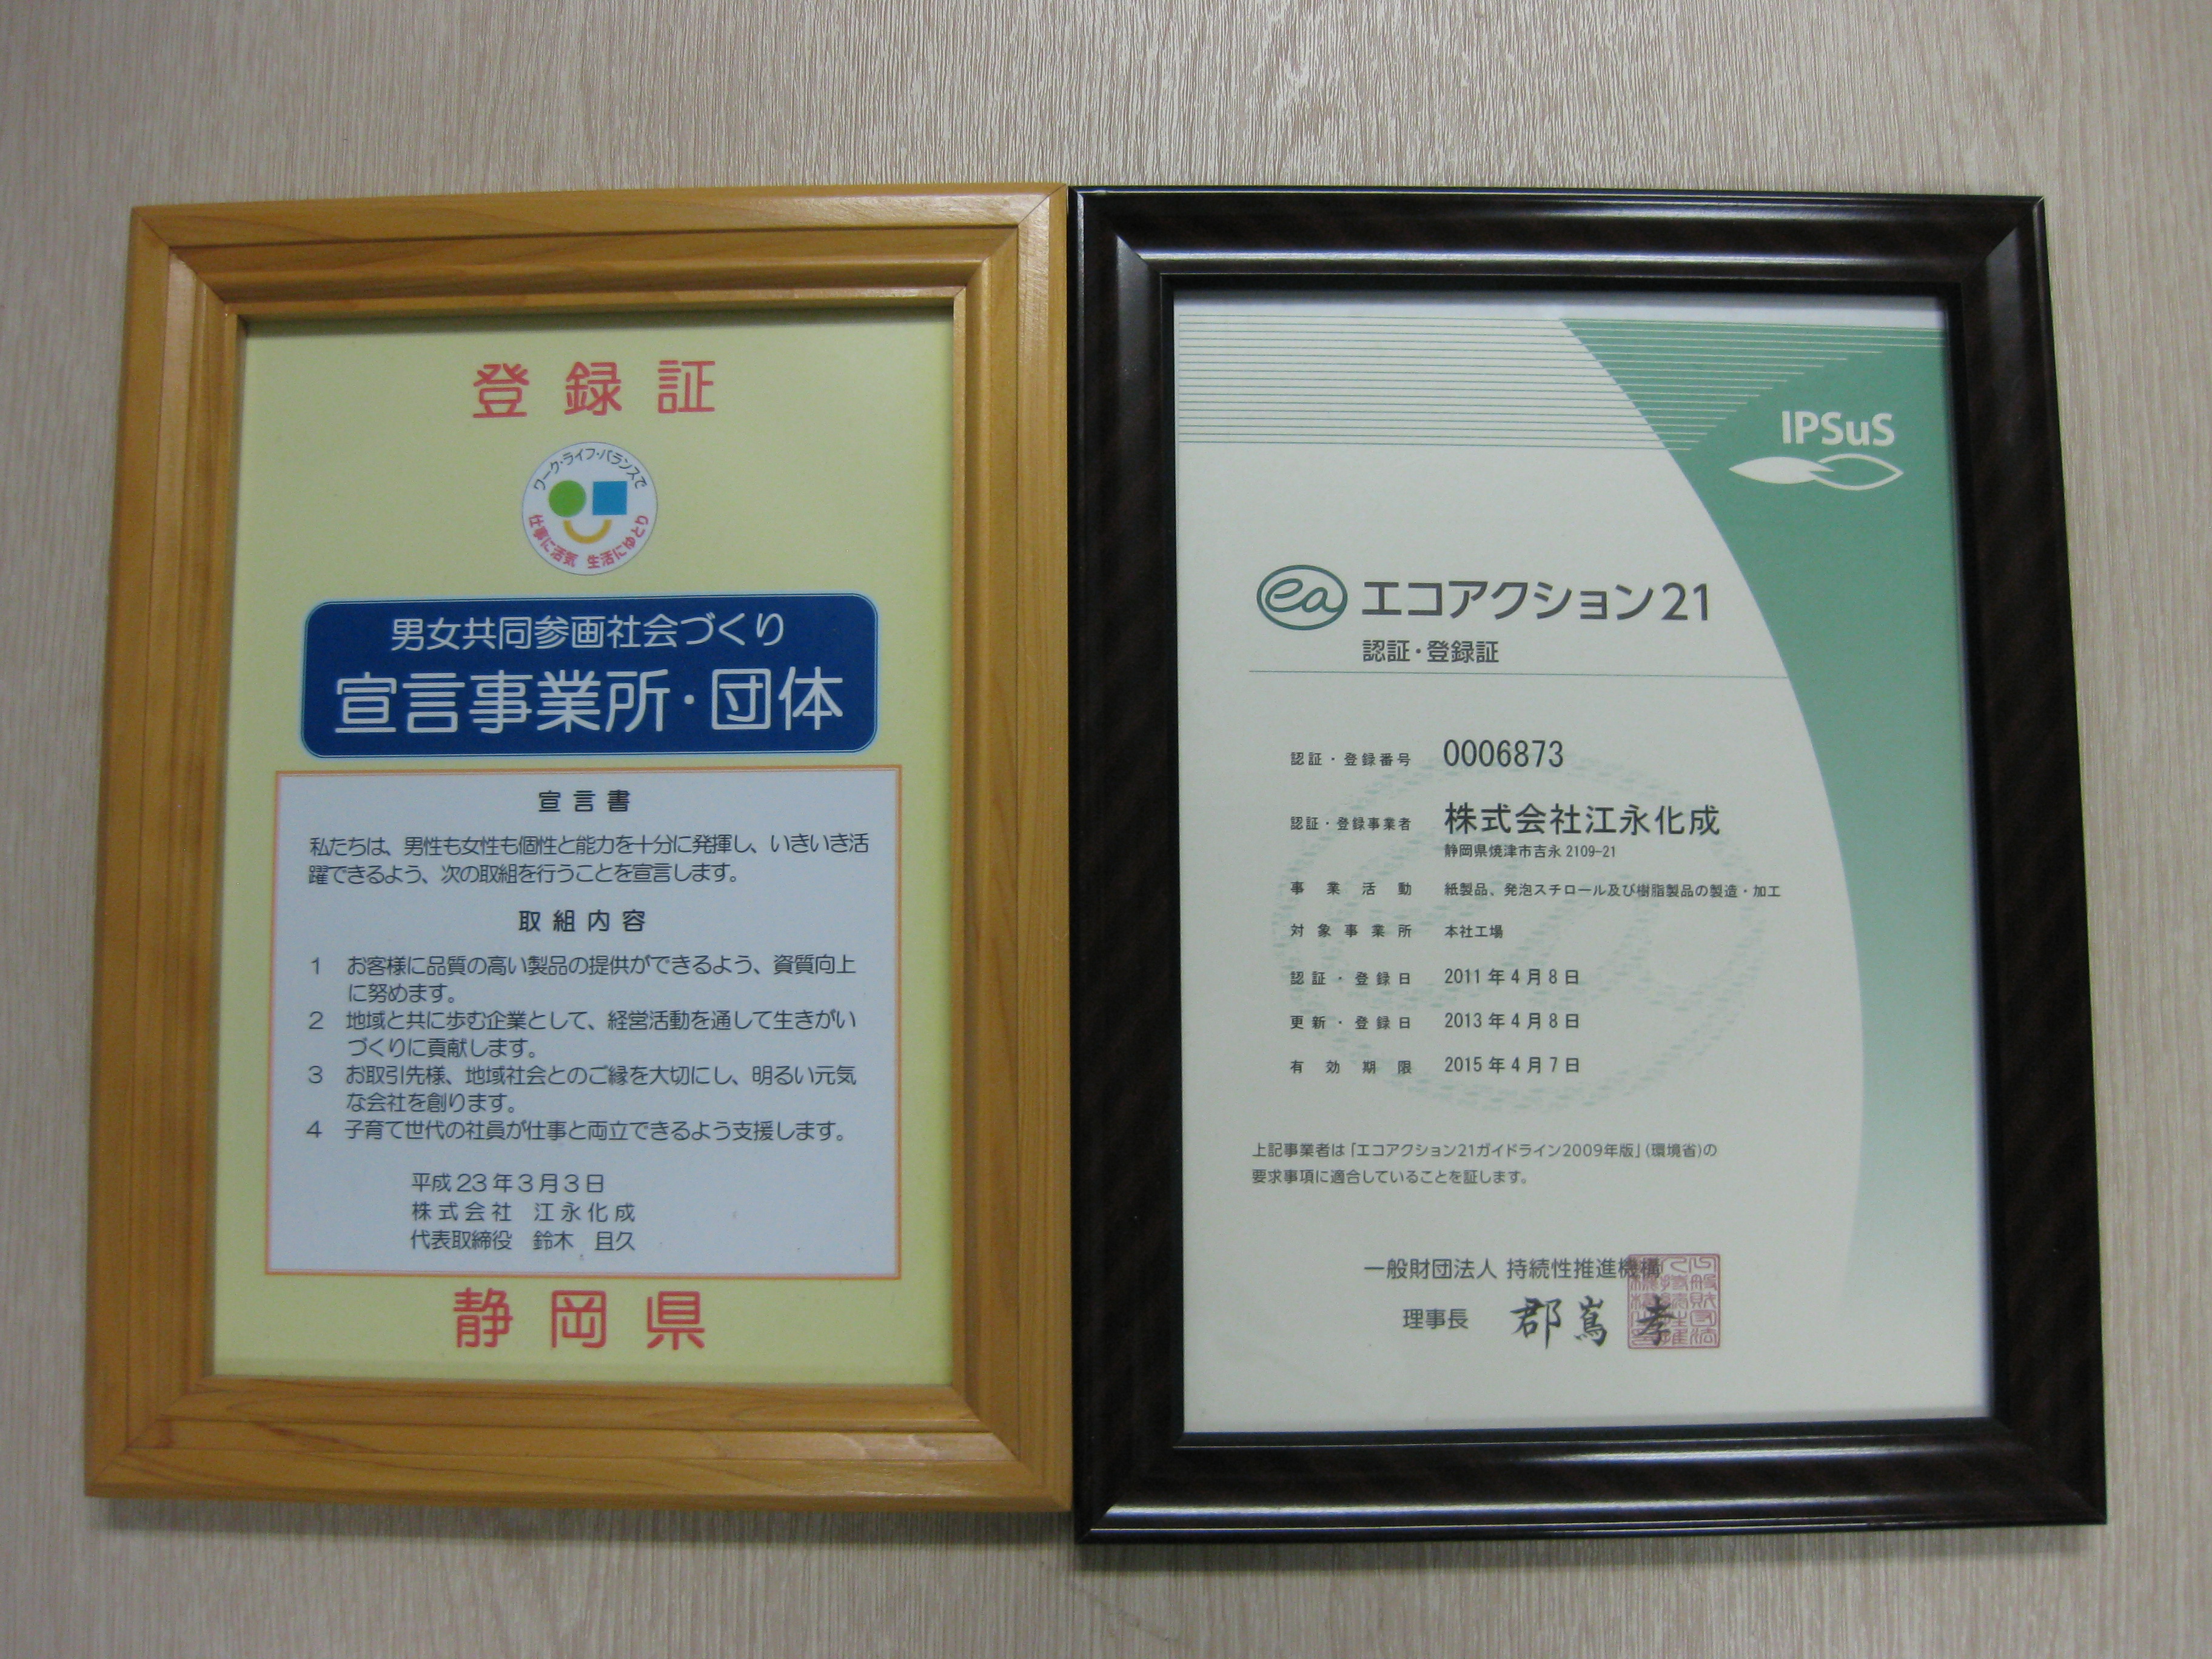 登録証
ワーク・ライフ・バランスで
仕事に活気 生活にゆとり
男女共同参画社会づくり
宣言事業所・団体
宣言書
私たちは、男性も女性も個性と能力を十分に発揮し、いきいき活
躍できるよう、次の取組を行うことを宣言します。
取組内容
1 お客様に品質の高い製品の提供ができるよう、資質向上
に努めます。
2 地域と共に歩む企業として、経営活動を通して生きがい
づくりに貢献します。
3 お取引先様、地域社会とのご縁を大切にし、明るい元気
な会社を創ります。
4 子育て世代の社員が仕事と両立できるよう支援します。
平成23年3月3日
株式会社 江永化成
代表取締役 鈴木 且久
静岡県
IPSuS
ea エコアクション21
認証・登録証
認証・登録番号 0006873
認証・登録事業者 株式会社江永化成
静岡県焼津市吉永 2109-21
事業活動 紙製品、発泡スチロール及び樹脂製品の製造・加工
対象事業所 本社工場
認証・登録日 2011年4月8日
更新・登録日 2013年4月8日
有効期限 2015年4月7日
上記事業者は「エコアクション21ガイドライン2009年版」(環境省)の
要求事項に適合していることを証します。
一般財団法人 持続性推進機構
理事長 郡嶌 孝